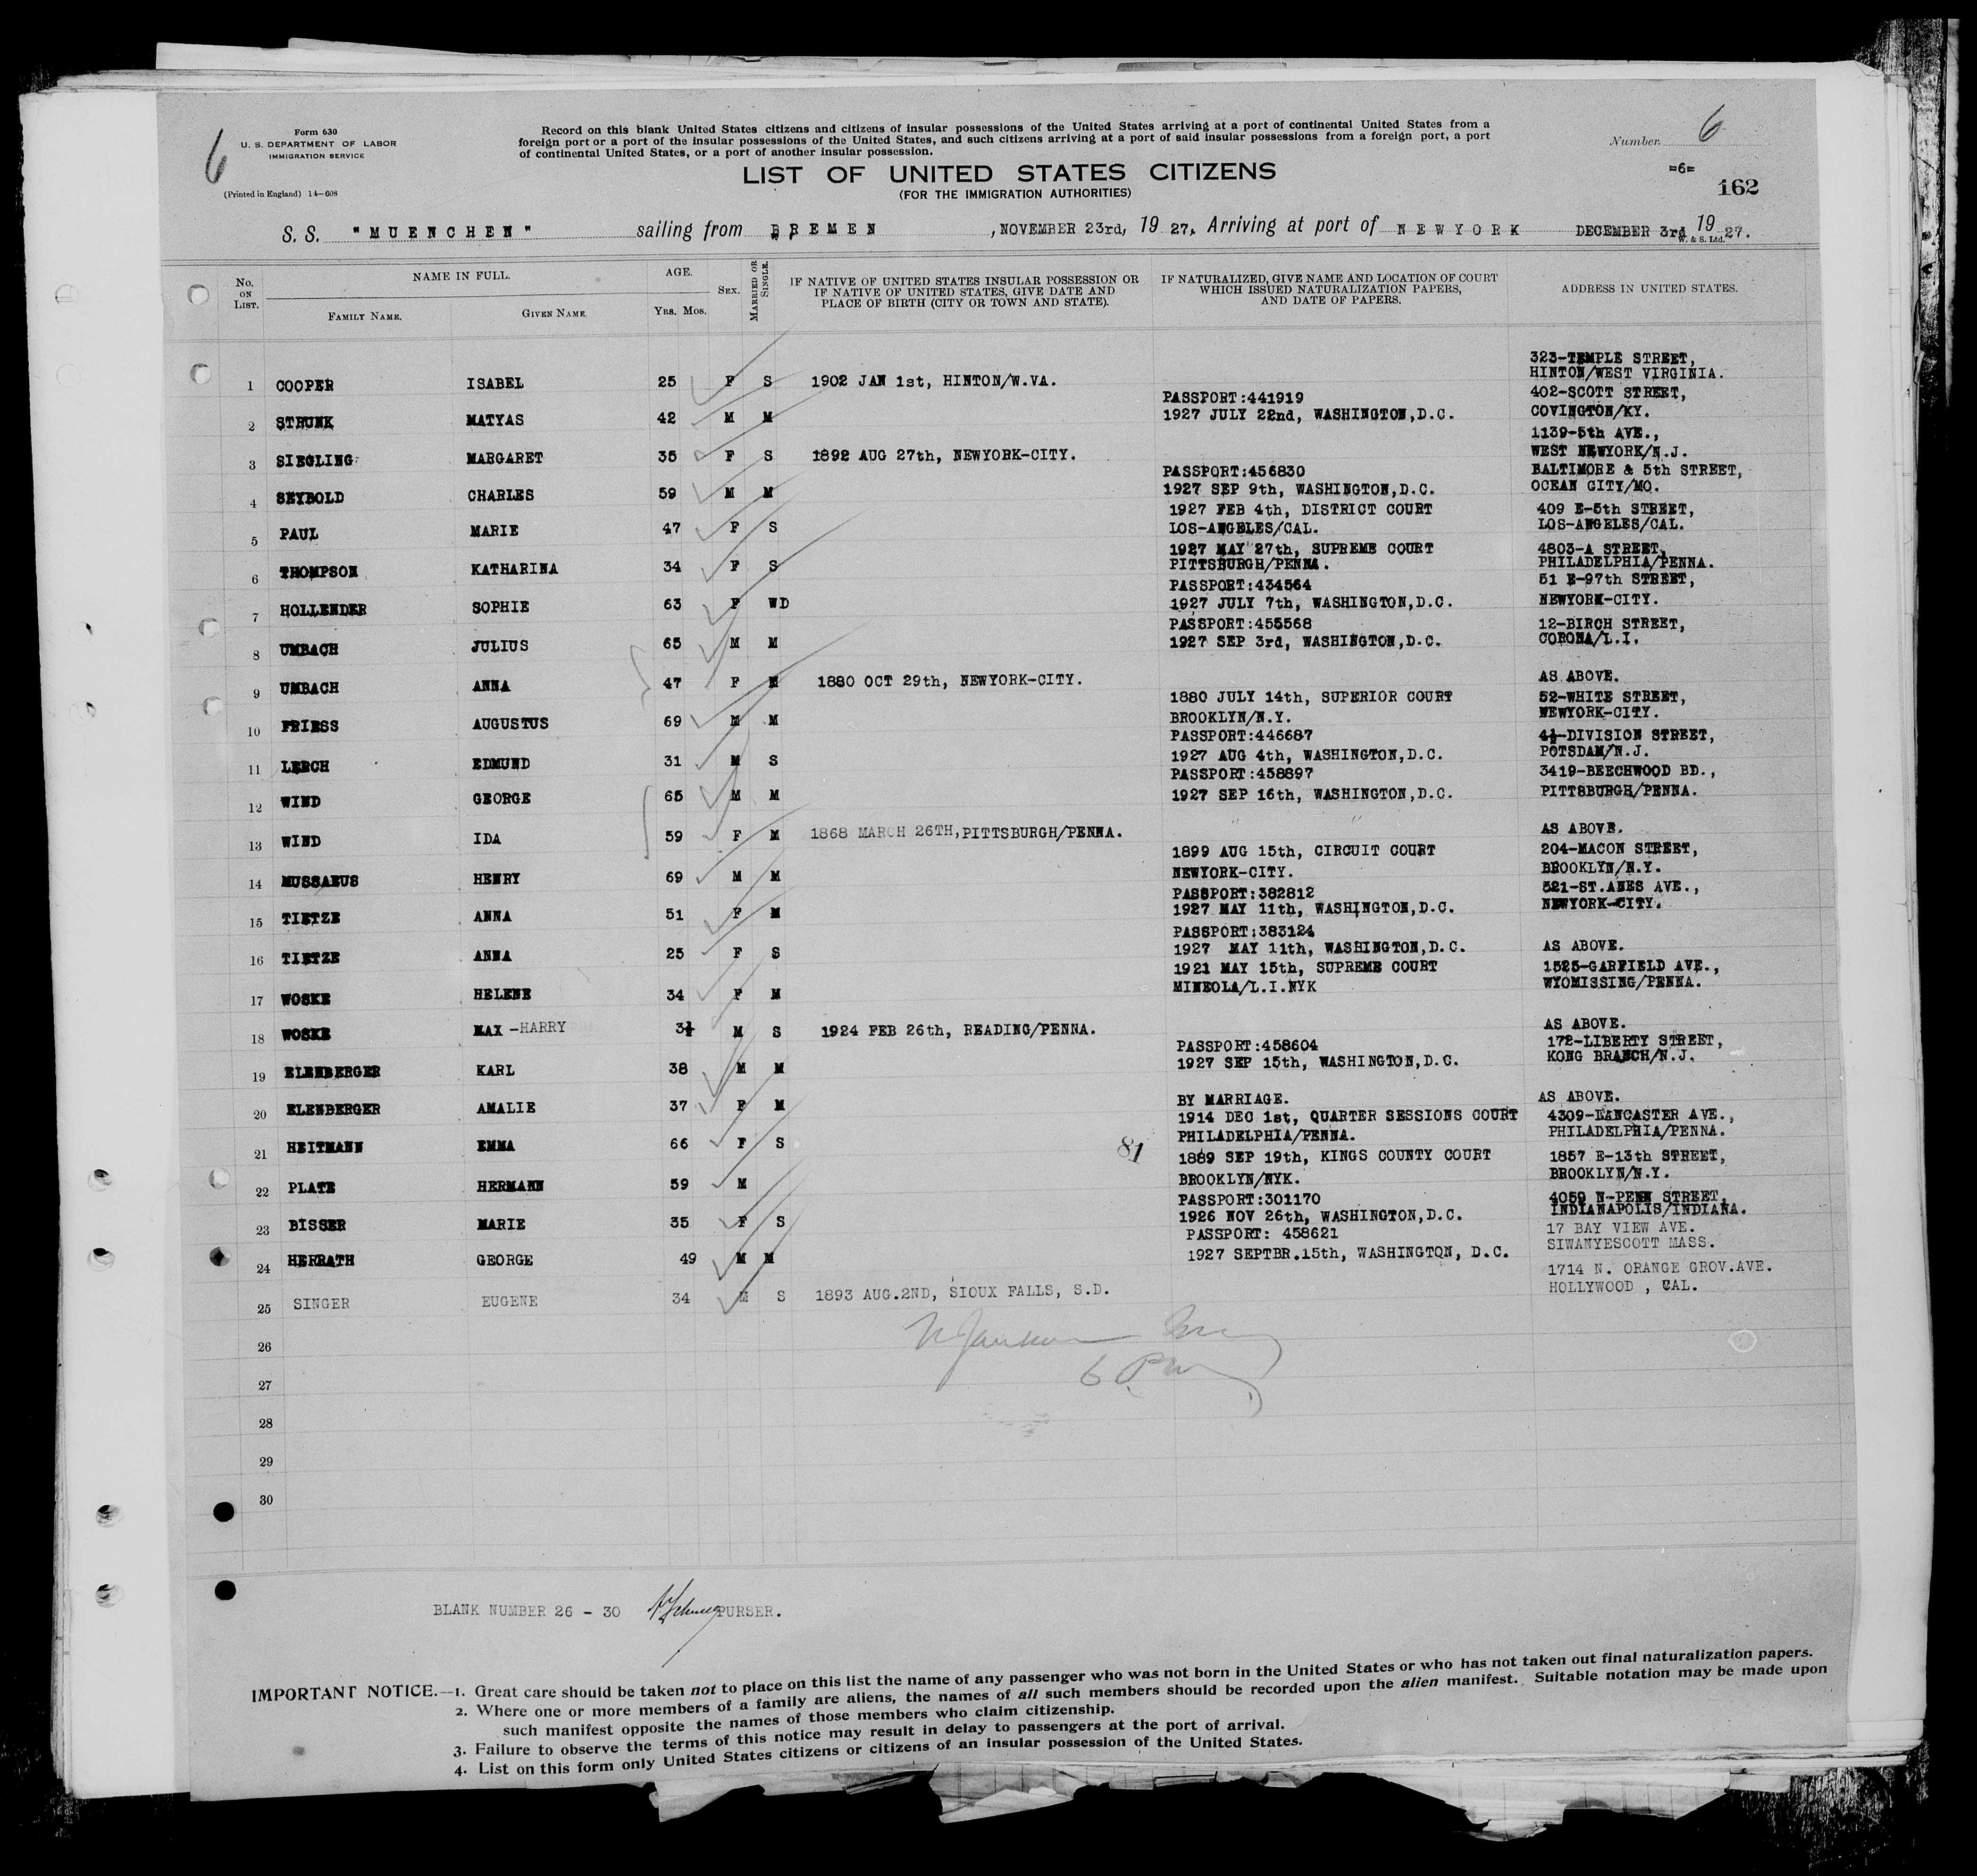 6
Form 630
U. S. DEPARTMENT OF LABOR
IMMIGRATION SERVICE
(Printed in England) 14—608
Record on this blank United States citizens and citizens of insular possessions of the United States arriving at a port of continental United States from a
foreign port or a port of the insular possessions of the United States, and such citizens arriving at a port of said insular possessions from a foreign port, a port
of continental United States, or a port of another insular possession.
Number 6
=6=
162
LIST OF UNITED STATES CITIZENS
(FOR THE IMMIGRATION AUTHORITIES)
S. S. "MUENCHEN" sailing from BREMEN, NOVEMBER 23rd, 19 27, Arriving at port of NEWYORK DECEMBER 3rd 19 27.
W. & S. Ltd.
No. ON LIST.
NAME IN FULL.
FAMILY NAME.
GIVEN NAME
AGE.
YRS. MOS.
SEX.
MARRIED OR SINGLE.
IF NATIVE OF UNITED STATES INSULAR POSSESSION OR
IF NATIVE OF UNITED STATES, GIVE DATE AND
PLACE OF BIRTH (CITY OR TOWN AND STATE).
IF NATURALIZED, GIVE NAME AND LOCATION OF COURT
WHICH ISSUED NATURALIZATION PAPERS,
AND DATE OF PAPERS.
ADDRESS IN UNITED STATES.
323-TEMPLE STREET,
1 COOPER ISABEL 25 F S 1902 JAN 1st, HINTON/W.VA. HINTON/WEST VIRGINIA.
PASSPORT:441919 402-SCOTT STREET,
2 STRUNK MATYAS 42 M M 1927 JULY 22nd, WASHINGTON,D.C. COVINGTON/KY.
1139-5th AVE.,
3 SIEGLING MARGARET 35 F S 1892 AUG 27th, NEWYORK-CITY. WEST NEWYORK/N.J.
PASSPORT:456830 BALTIMORE & 5th STREET,
4 SEYBOLD CHARLES 59 M M 1927 SEP 9th, WASHINGTON,D.C. OCEAN CITY/MO.
1927 FEB 4th, DISTRICT COURT 409 E-5th STREET,
5 PAUL MARIE 47 F S LOS-ANGELES/CAL. LOS-ANGELES/CAL.
1927 MAY 27th, SUPREME COURT 4803-A STREET,
6 THOMPSON KATHARINA 34 F S PITTSBURGH/PENNA. PHILADELPHIA/PENNA.
PASSPORT:434564 51 E-97th STREET,
7 HOLLENDER SOPHIE 63 F WD 1927 JULY 7th, WASHINGTON,D.C. NEWYORK-CITY.
PASSPORT:455568 12-BIRCH STREET,
8 UMBACH JULIUS 65 M M 1927 SEP 3rd, WASHINGTON,D.C. CORONA/L.I.
9 UMBACH ANNA 47 F M 1880 OCT 29th, NEWYORK-CITY. AS ABOVE.
1880 JULY 14th, SUPERIOR COURT 52-WHITE STREET,
10 FRIESS AUGUSTUS 69 M M BROOKLYN/N.Y. NEWYORK-CITY.
PASSPORT:446687 4½-DIVISION STREET,
11 LERCH EDMUND 31 M S 1927 AUG 4th, WASHINGTON,D.C. POTSDAM/N.J.
PASSPORT:458897 3419-BEECHWOOD BD.,
12 WIND GEORGE 65 M M 1927 SEP 16th, WASHINGTON,D.C. PITTSBURGH/PENNA.
13 WIND IDA 59 F M 1868 MARCH 26TH,PITTSBURGH/PENNA. " " AS ABOVE.
1899 AUG 15th, CIRCUIT COURT 204-MACON STREET,
14 MUSSAEUS HENRY 69 M M NEWYORK-CITY. BROOKLYN/N.Y.
PASSPORT:382812 521-ST.ANES AVE.,
15 TIETZE ANNA 51 F M 1927 MAY 11th, WASHINGTON,D.C. NEWYORK-CITY.
PASSPORT:383124
16 TIETZE ANNA 25 F S 1927 MAY 11th, WASHINGTON,D.C. AS ABOVE.
1921 MAY 15th, SUPREME COURT 1525-GARFIELD AVE.,
17 WOSKE HELENE 34 F M MINEOLA/L.I.NYK WYOMISSING/PENNA.
18 WOSKE MAX -HARRY 3½ M S 1924 FEB 26th, READING/PENNA. AS ABOVE.
PASSPORT:458604 172-LIBERTY STREET,
19 ELENBERGER KARL 38 M M 1927 SEP 15th, WASHINGTON,D.C. KONG BRANCH/N.J.
20 ELENBERGER AMALIE 37 F M BY MARRIAGE. AS ABOVE.
1914 DEC 1st, QUARTER SESSIONS COURT 4309-LANCASTER AVE.,
21 HEITMANN EMMA 66 F S 81 PHILADELPHIA/PENNA. PHILADELPHIA/PENNA.
1889 SEP 19th, KINGS COUNTY COURT 1857 E-13th STREET,
22 PLATE HERMANN 59 M BROOKLYN/NYK. BROOKLYN/N.Y.
PASSPORT:301170 4059 N-PENN STREET,
23 BISSER MARIE 35 F S 1926 NOV 26th, WASHINGTON,D.C. INDIANAPOLIS/INDIANA.
PASSPORT: 458621 17 BAY VIEW AVE.
24 HERRATH GEORGE 49 M M 1927 SEPTBR.15th, WASHINGTON, D.C. SIWANYESCOTT MASS.
1714 N. ORANGE GROV.AVE.
25 SINGER EUGENE 34 M S 1893 AUG.2ND, SIOUX FALLS, S.D. HOLLYWOOD , CAL.
26
27
28
29
30
BLANK NUMBER 26 - 30 PURSER.
IMPORTANT NOTICE.—1. Great care should be taken not to place on this list the name of any passenger who was not born in the United States or who has not taken out final naturalization papers.
2. Where one or more members of a family are aliens, the names of all such members should be recorded upon the alien manifest. Suitable notation may be made upon
such manifest opposite the names of those members who claim citizenship.
3. Failure to observe the terms of this notice may result in delay to passengers at the port of arrival.
4. List on this form only United States citizens or citizens of an insular possession of the United States.